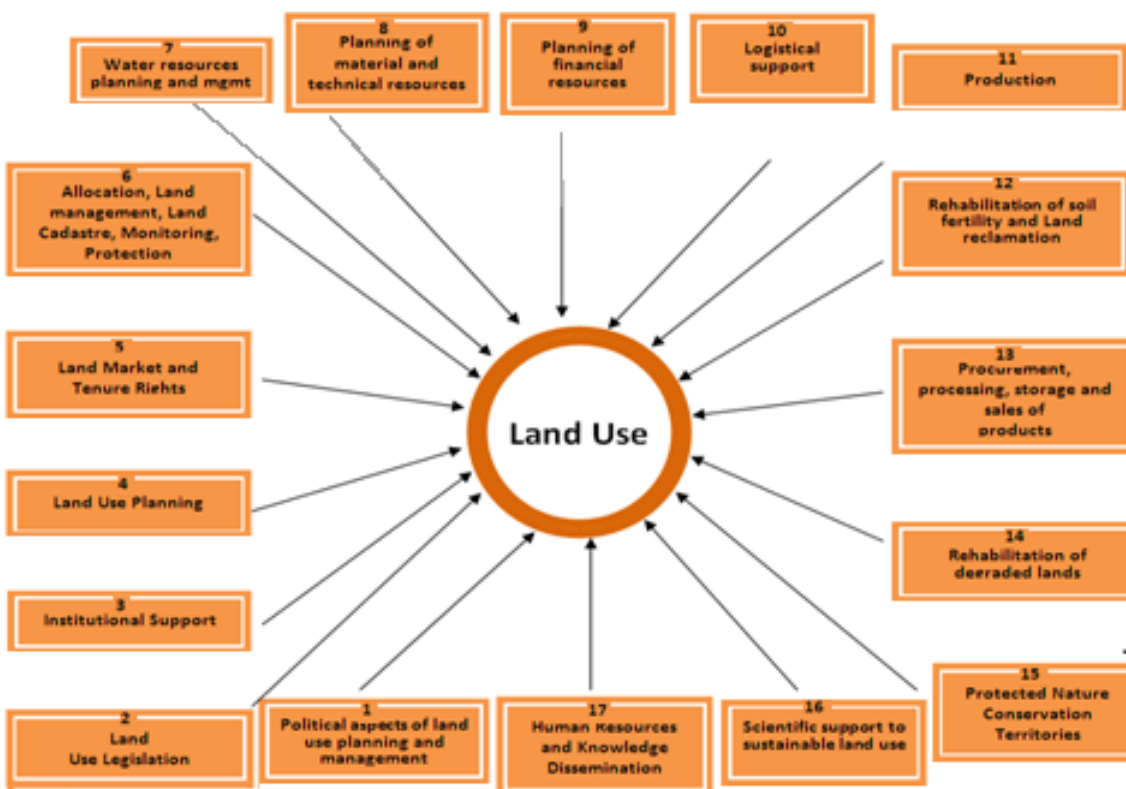 7
Water resources
planning and mgmt
8
Planning of
material and
technical resources
9
Planning of
financial
resources
10
Logistical
support
11
Production
6
Allocation, Land
management, Land
Cadastre, Monitoring,
Protection
12
Rehabilitation of soil
fertility and Land
reclamation
5
Land Market and
Tenure Rights
13
Procurement,
processing, storage and
sales of
products
Land Use
4
Land Use Planning
14
Rehabilitation of
degraded lands
3
Institutional Support
15
Protected Nature
Conservation
Territories
2
Land
Use Legislation
1
Political aspects of land
use planning and
management
17
Human Resources
and Knowledge
Dissemination
16
Scientific support to
sustainable land use